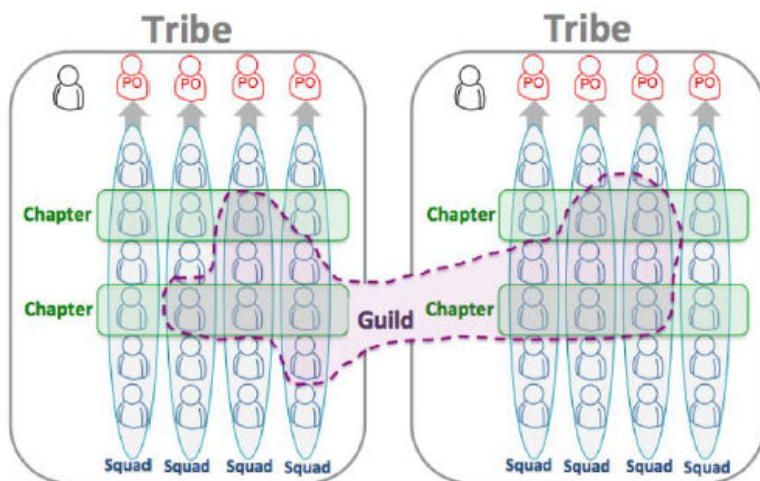 Tribe Tribe
PO PO PO PO PO PO PO PO
Chapter Chapter
Chapter Guild Chapter
Squad Squad Squad Squad Squad Squad Squad Squad